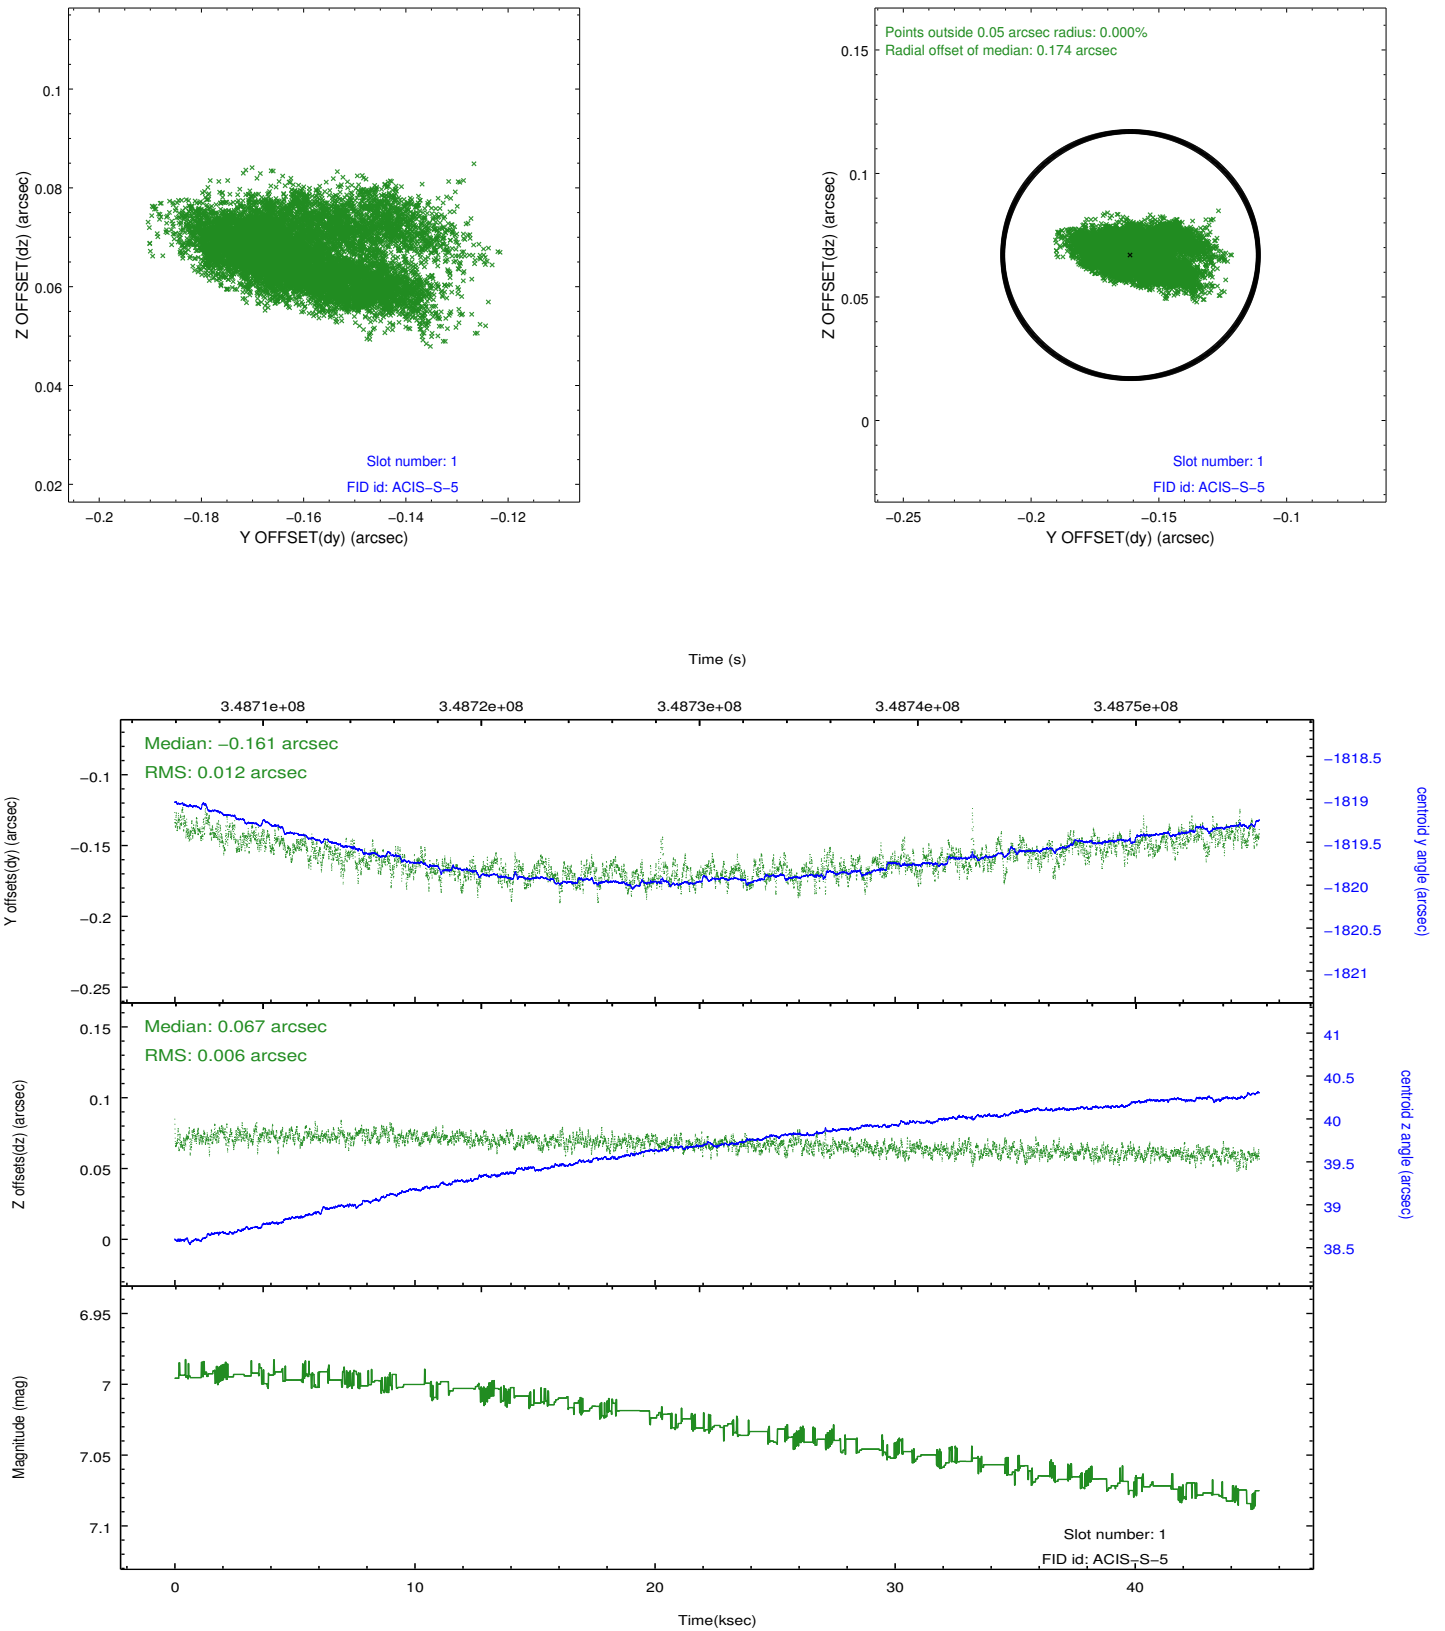 0.1
0.08
0.06
0.04
0.02
Z OFFSET(dz) (arcsec)
−0.2
−0.18
−0.16
−0.14
−0.12
Y OFFSET(dy) (arcsec)
Slot number: 1
FID id: ACIS−S−5
Points outside 0.05 arcsec radius: 0.000%
Radial offset of median: 0.174 arcsec
0.15
0.1
0.05
0
Z OFFSET(dz) (arcsec)
−0.25
−0.2
−0.15
−0.1
Y OFFSET(dy) (arcsec)
Slot number: 1
FID id: ACIS−S−5
Time (s)
3.4871e+08
3.4872e+08
3.4873e+08
3.4874e+08
3.4875e+08
Median: −0.161 arcsec
RMS: 0.012 arcsec
−0.1
−0.15
−0.2
−0.25
Y offsets(dy) (arcsec)
−1818.5
−1819
−1819.5
−1820
−1820.5
−1821
centroid y angle (arcsec)
Median: 0.067 arcsec
RMS: 0.006 arcsec
0.15
0.1
0.05
0
Z offsets(dz) (arcsec)
41
40.5
40
39.5
39
38.5
centroid z angle (arcsec)
6.95
7
7.05
7.1
Magnitude (mag)
Slot number: 1
FID id: ACIS−S−5
0
10
20
30
40
Time(ksec)